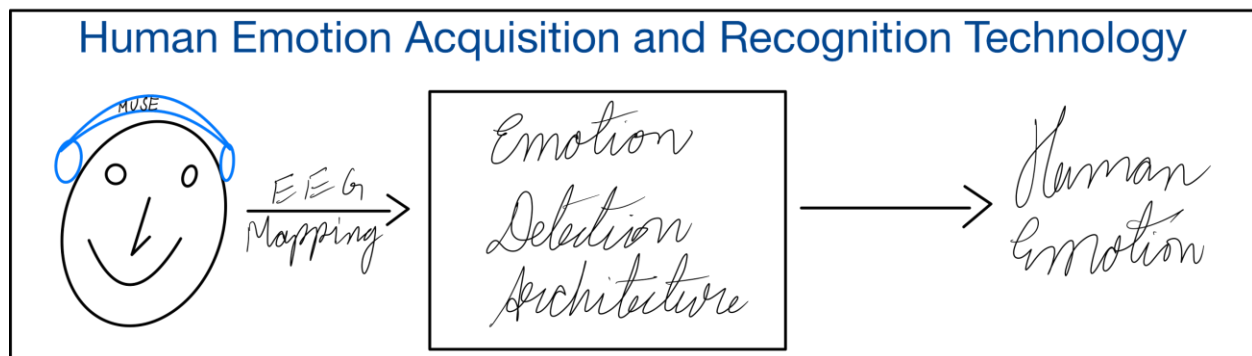 Human Emotion Acquisition and Recognition Technology
MUSE
EEG
Mapping
Emotion
Detection
Architecture
Human
Emotion